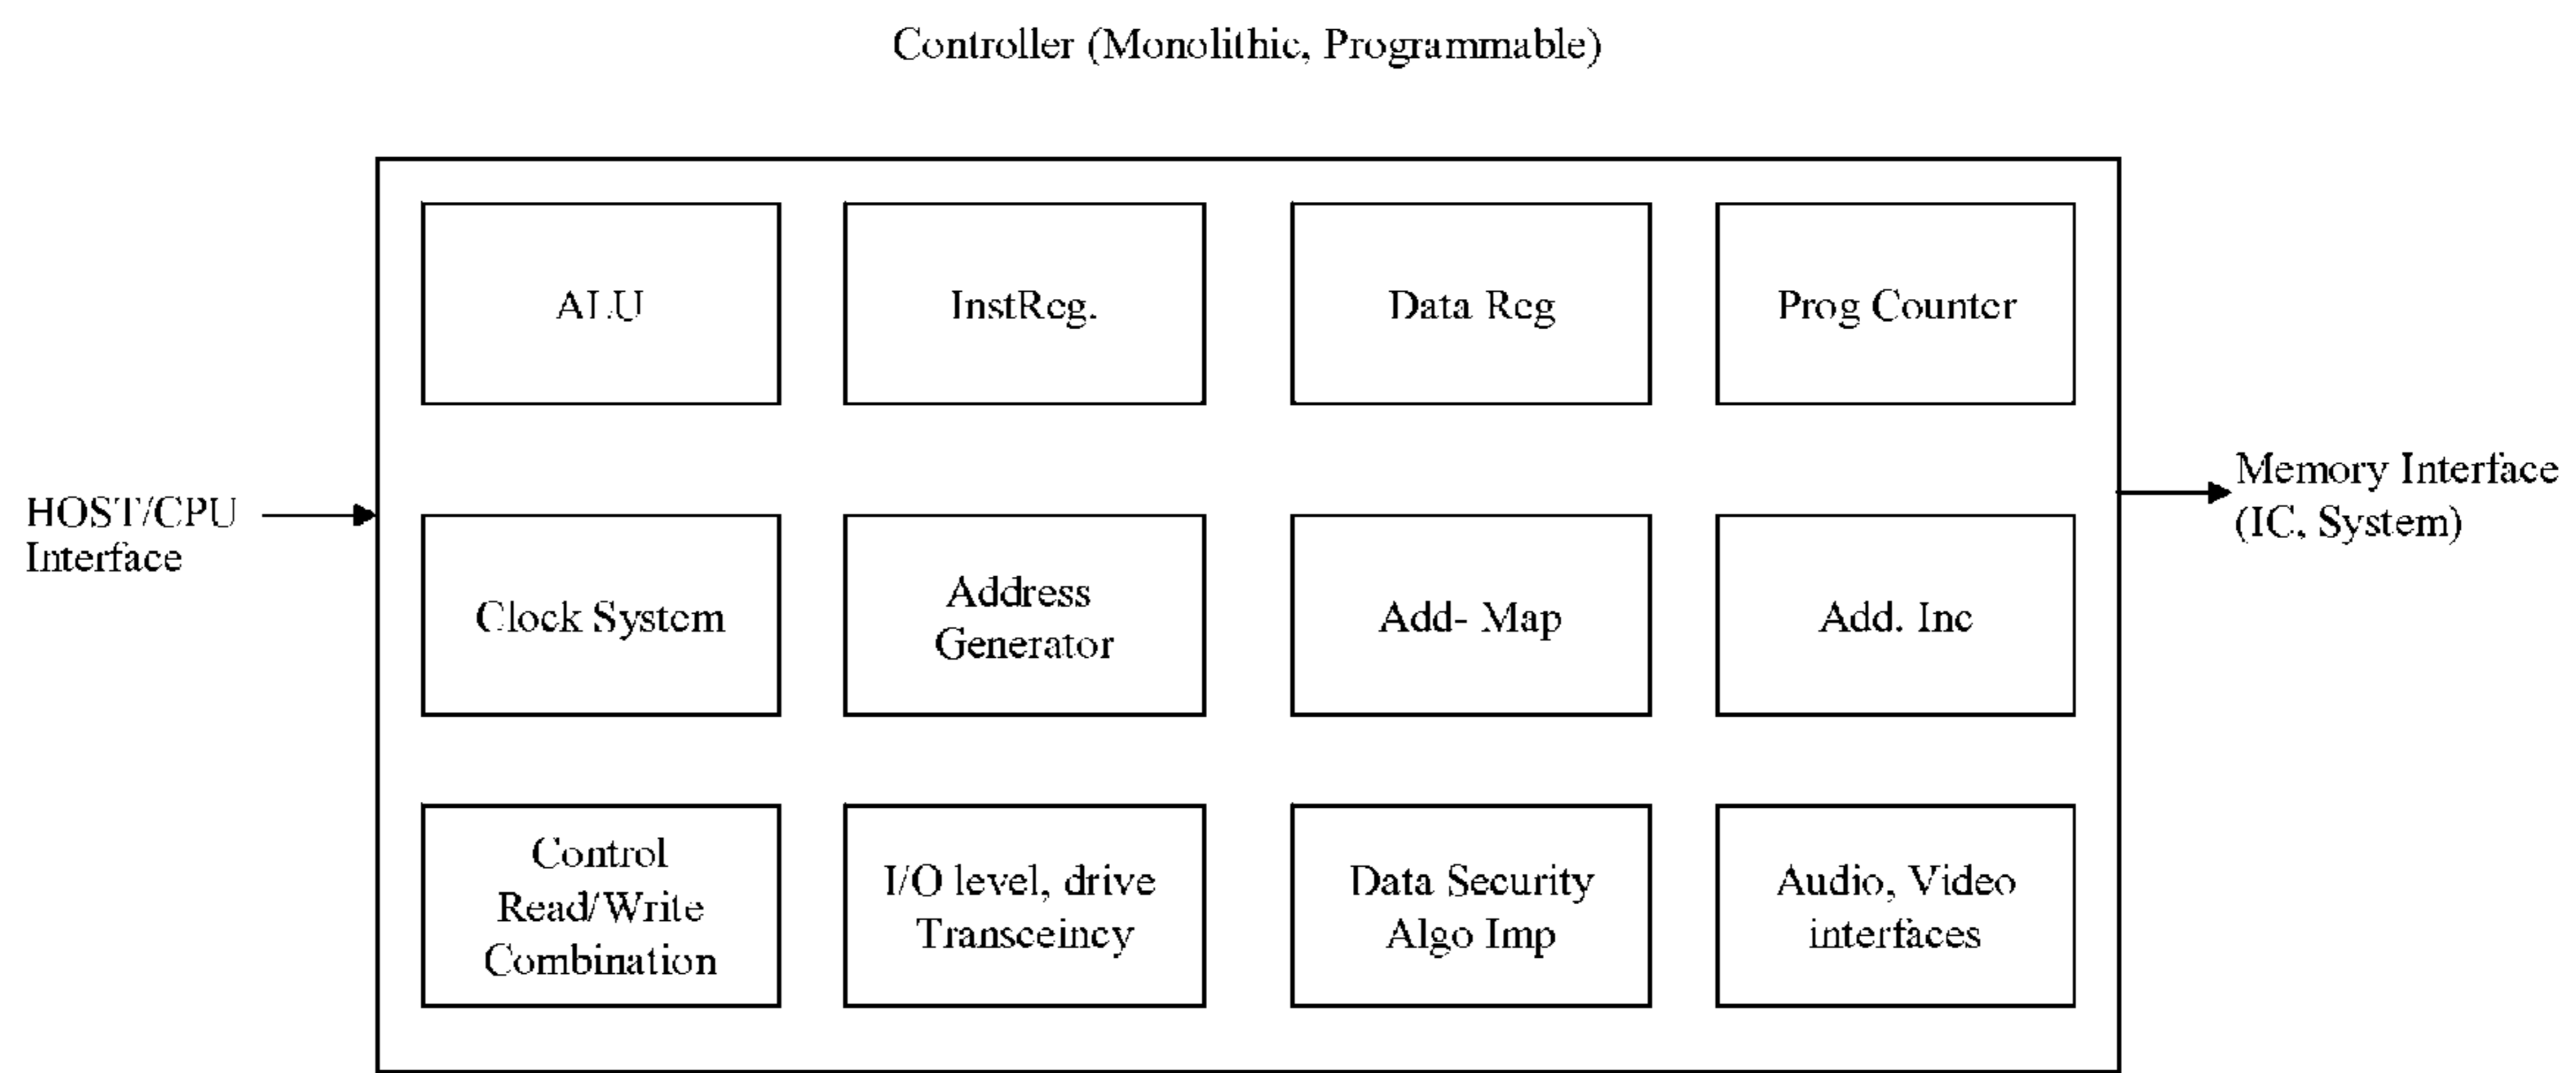 Controller (Monolithic, Programmable)
ALU
InstReg.
Data Reg
Prog Counter
HOST/CPU
Interface
Memory Interface
(IC, System)
Clock System
Address
Generator
Add- Map
Add. Inc
Control
Read/Write
Combination
I/O level, drive
Transceincy
Data Security
Algo Imp
Audio, Video
interfaces